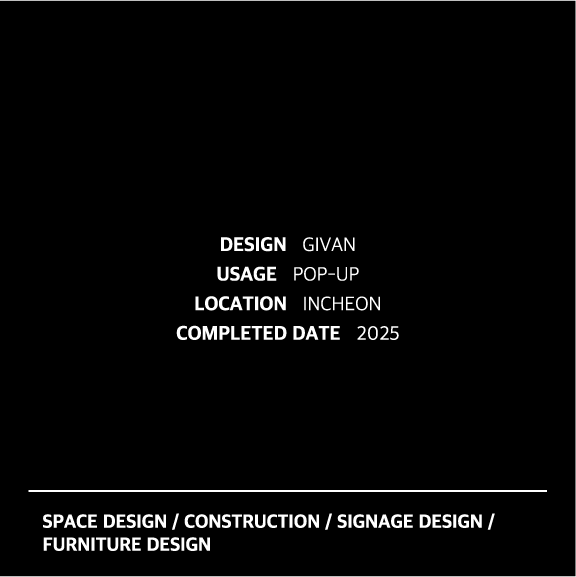 DESIGN GIVAN
USAGE POP-UP
LOCATION INCHEON
COMPLETED DATE 2025
SPACE DESIGN / CONSTRUCTION / SIGNAGE DESIGN /
FURNITURE DESIGN